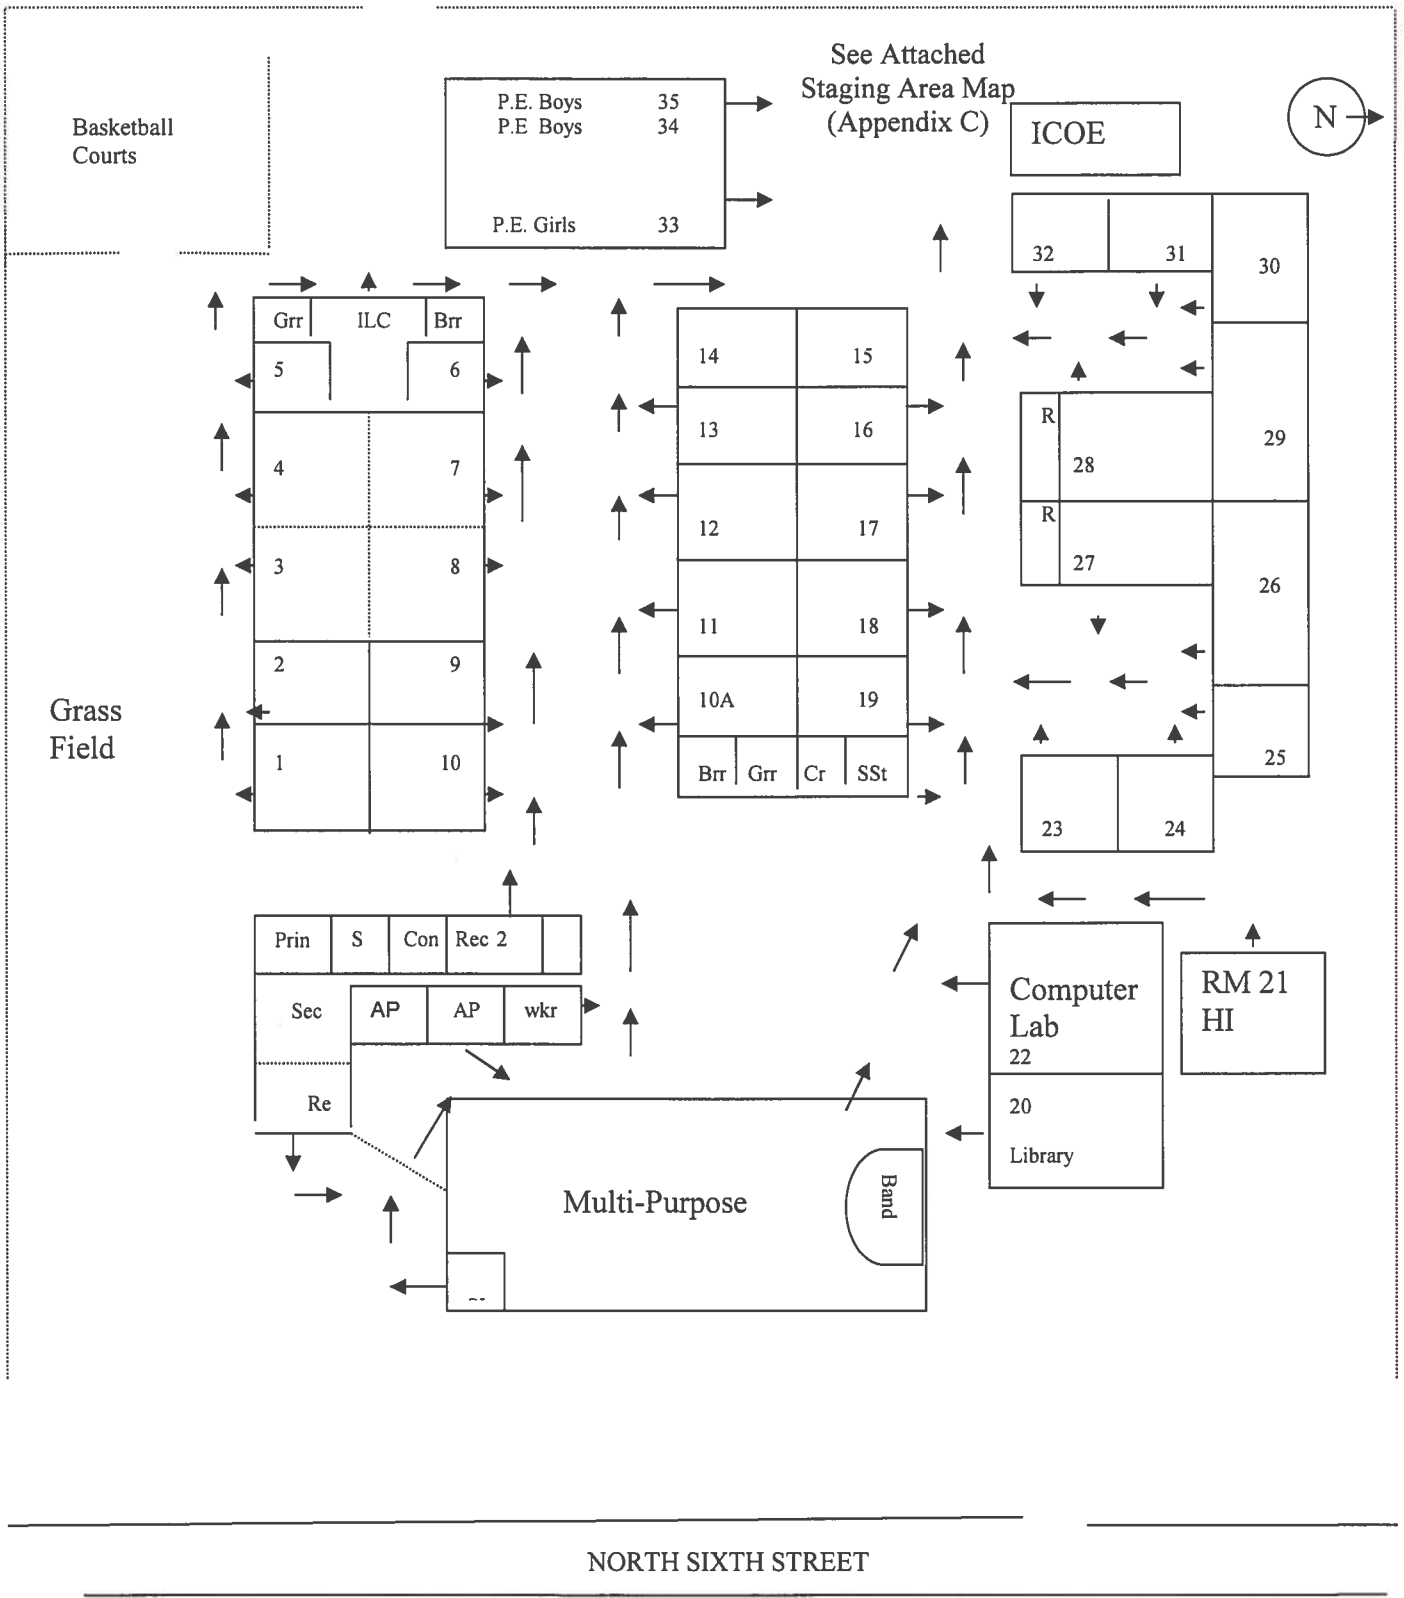 See Attached
Staging Area Map
(Appendix C)
N
Basketball
Courts
P.E. Boys 35
P.E Boys 34
P.E. Girls 33
ICOE
32 31
30
29
R
28
R
27
26
25
23 24
Grr ILC Brr
5 6
4 7
3 8
2 9
1 10
14 15
13 16
12 17
11 18
10A 19
Brr Grr Cr SSt
Grass
Field
Prin S Con Rec 2
Sec AP AP wkr
Re
Computer
Lab
22
20
Library
RM 21
HI
Multi-Purpose
Band
NORTH SIXTH STREET